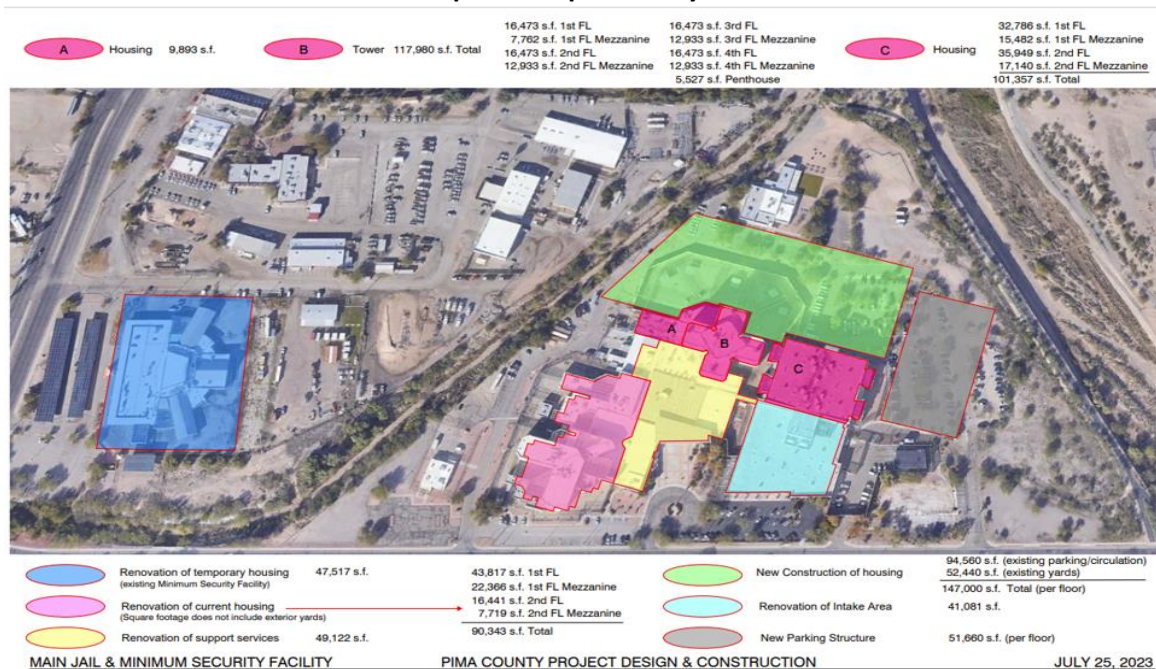 A Housing 9,893 s.f.
B Tower 117,980 s.f. Total
16,473 s.f. 1st FL
7,762 s.f. 1st FL Mezzanine
16,473 s.f. 2nd FL
12,933 s.f. 2nd FL Mezzanine
16,473 s.f. 3rd FL
12,933 s.f. 3rd FL Mezzanine
16,473 s.f. 4th FL
12,933 s.f. 4th FL Mezzanine
5,527 s.f. Penthouse
C Housing
32,786 s.f. 1st FL
15,482 s.f. 1st FL Mezzanine
35,949 s.f. 2nd FL
17,140 s.f. 2nd FL Mezzanine
101,357 s.f. Total
A
B
C
Renovation of temporary housing 47,517 s.f.
(existing Minimum Security Facility)
Renovation of current housing
(Square footage does not include exterior yards)
43,817 s.f. 1st FL
22,366 s.f. 1st FL Mezzanine
16,441 s.f. 2nd FL
7,719 s.f. 2nd FL Mezzanine
90,343 s.f. Total
Renovation of support services 49,122 s.f.
New Construction of housing
94,560 s.f. (existing parking/circulation)
52,440 s.f. (existing yards)
147,000 s.f. Total (per floor)
Renovation of Intake Area 41,081 s.f.
New Parking Structure 51,660 s.f. (per floor)
MAIN JAIL & MINIMUM SECURITY FACILITY PIMA COUNTY PROJECT DESIGN & CONSTRUCTION JULY 25, 2023